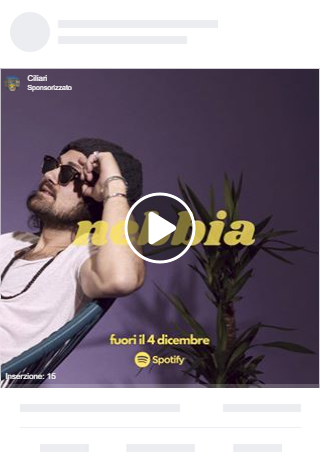 Ciliari
Sponsorizzato
nebbia
fuori il 4 dicembre
Spotify
Inserzione: 15